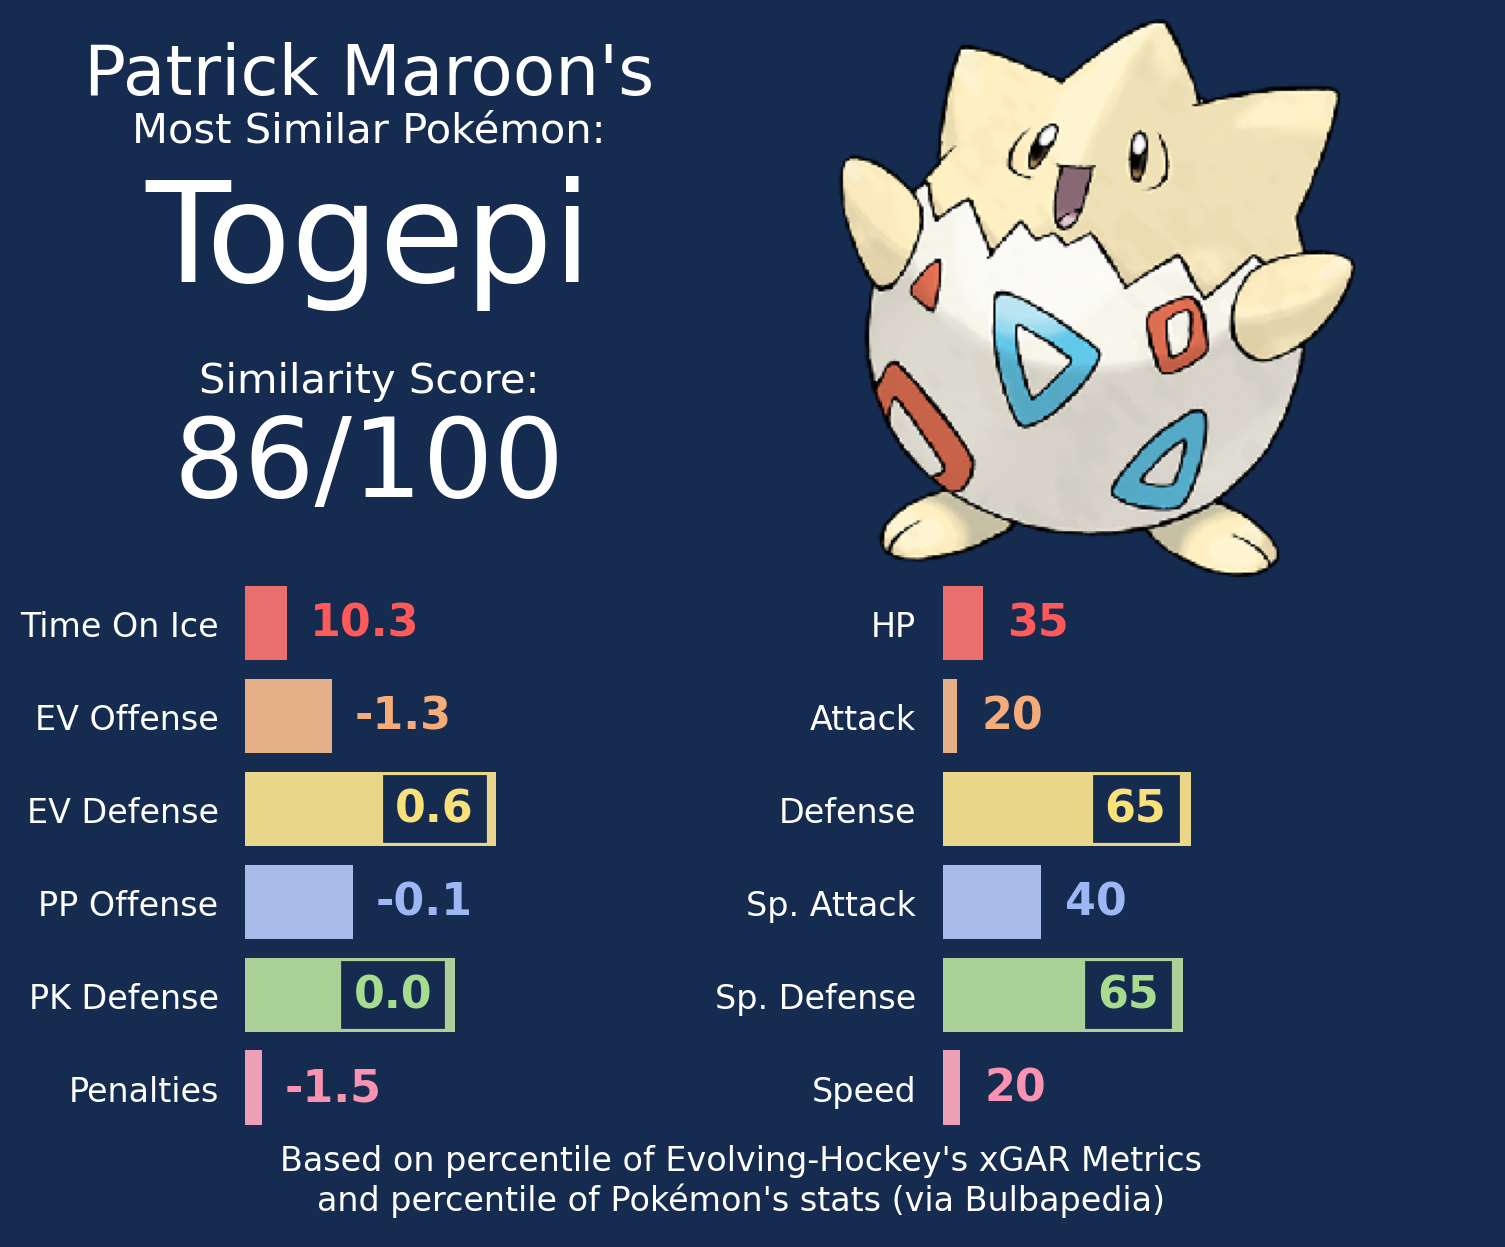 Patrick Maroon's
Most Similar Pokémon:
Togepi
Similarity Score:
86/100
Time On Ice 10.3
EV Offense -1.3
EV Defense 0.6
PP Offense -0.1
PK Defense 0.0
Penalties -1.5
HP 35
Attack 20
Defense 65
Sp. Attack 40
Sp. Defense 65
Speed 20
Based on percentile of Evolving-Hockey's xGAR Metrics
and percentile of Pokémon's stats (via Bulbapedia)